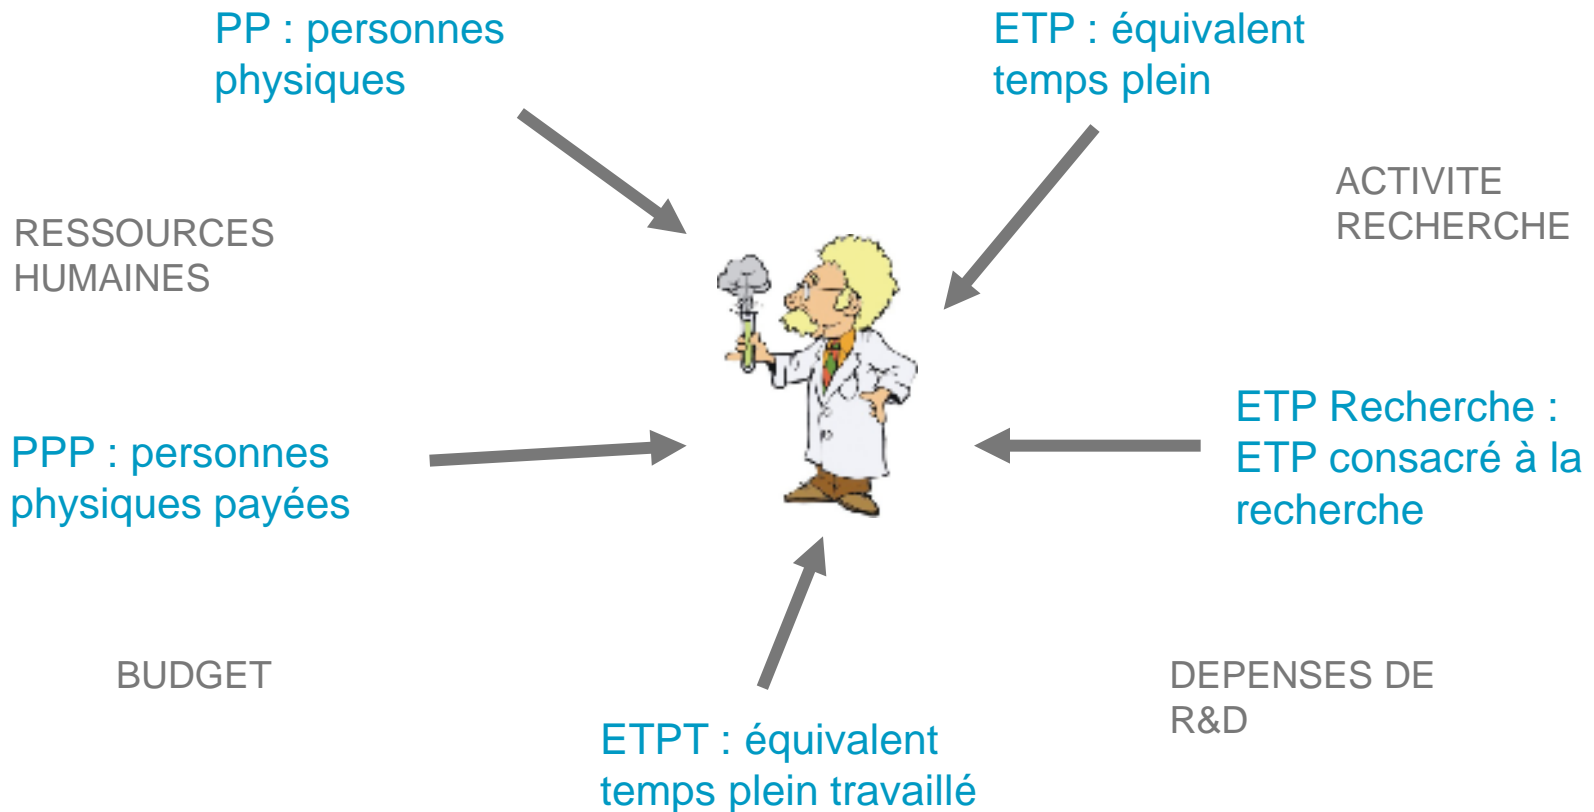 PP : personnes
physiques
ETP : équivalent
temps plein
ACTIVITE
RECHERCHE
RESSOURCES
HUMAINES
ETP Recherche :
ETP consacré à la
recherche
PPP : personnes
physiques payées
BUDGET
DEPENSES DE
R&D
ETPT : équivalent
temps plein travaillé